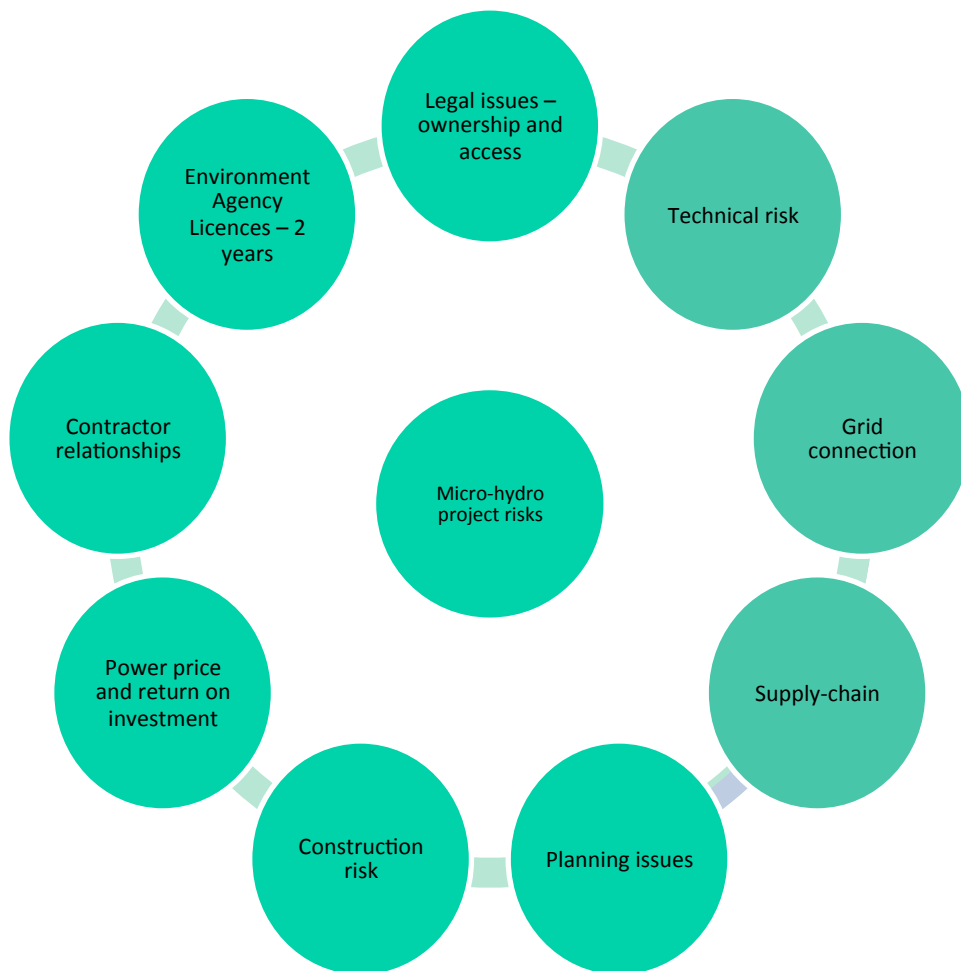 Legal issues –
ownership and
access
Technical risk
Grid
connection
Supply-chain
Planning issues
Construction
risk
Power price
and return on
investment
Contractor
relationships
Environment
Agency
Licences – 2
years
Micro-hydro
project risks